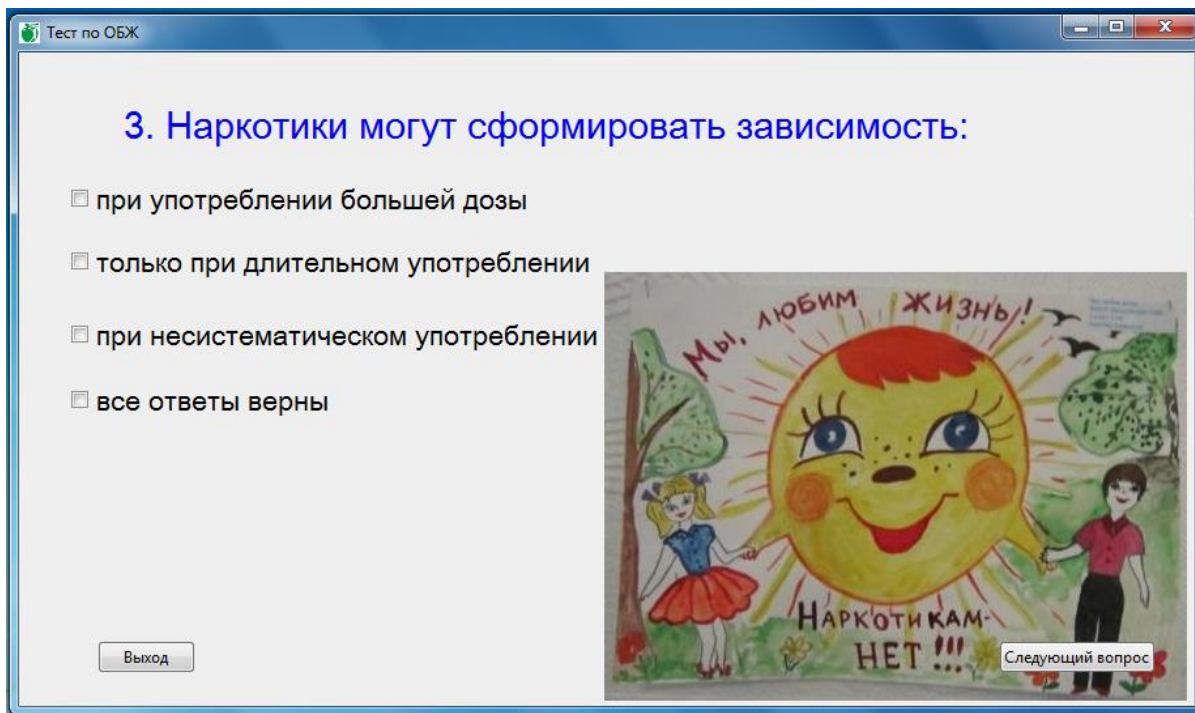 Тест по ОБЖ
3. Наркотики могут сформировать зависимость:
при употреблении большей дозы
только при длительном употреблении
при несистематическом употреблении
все ответы верны
Мы, любим жизнь!
Наркотикам-
НЕТ !!!
Выход
Следующий вопрос